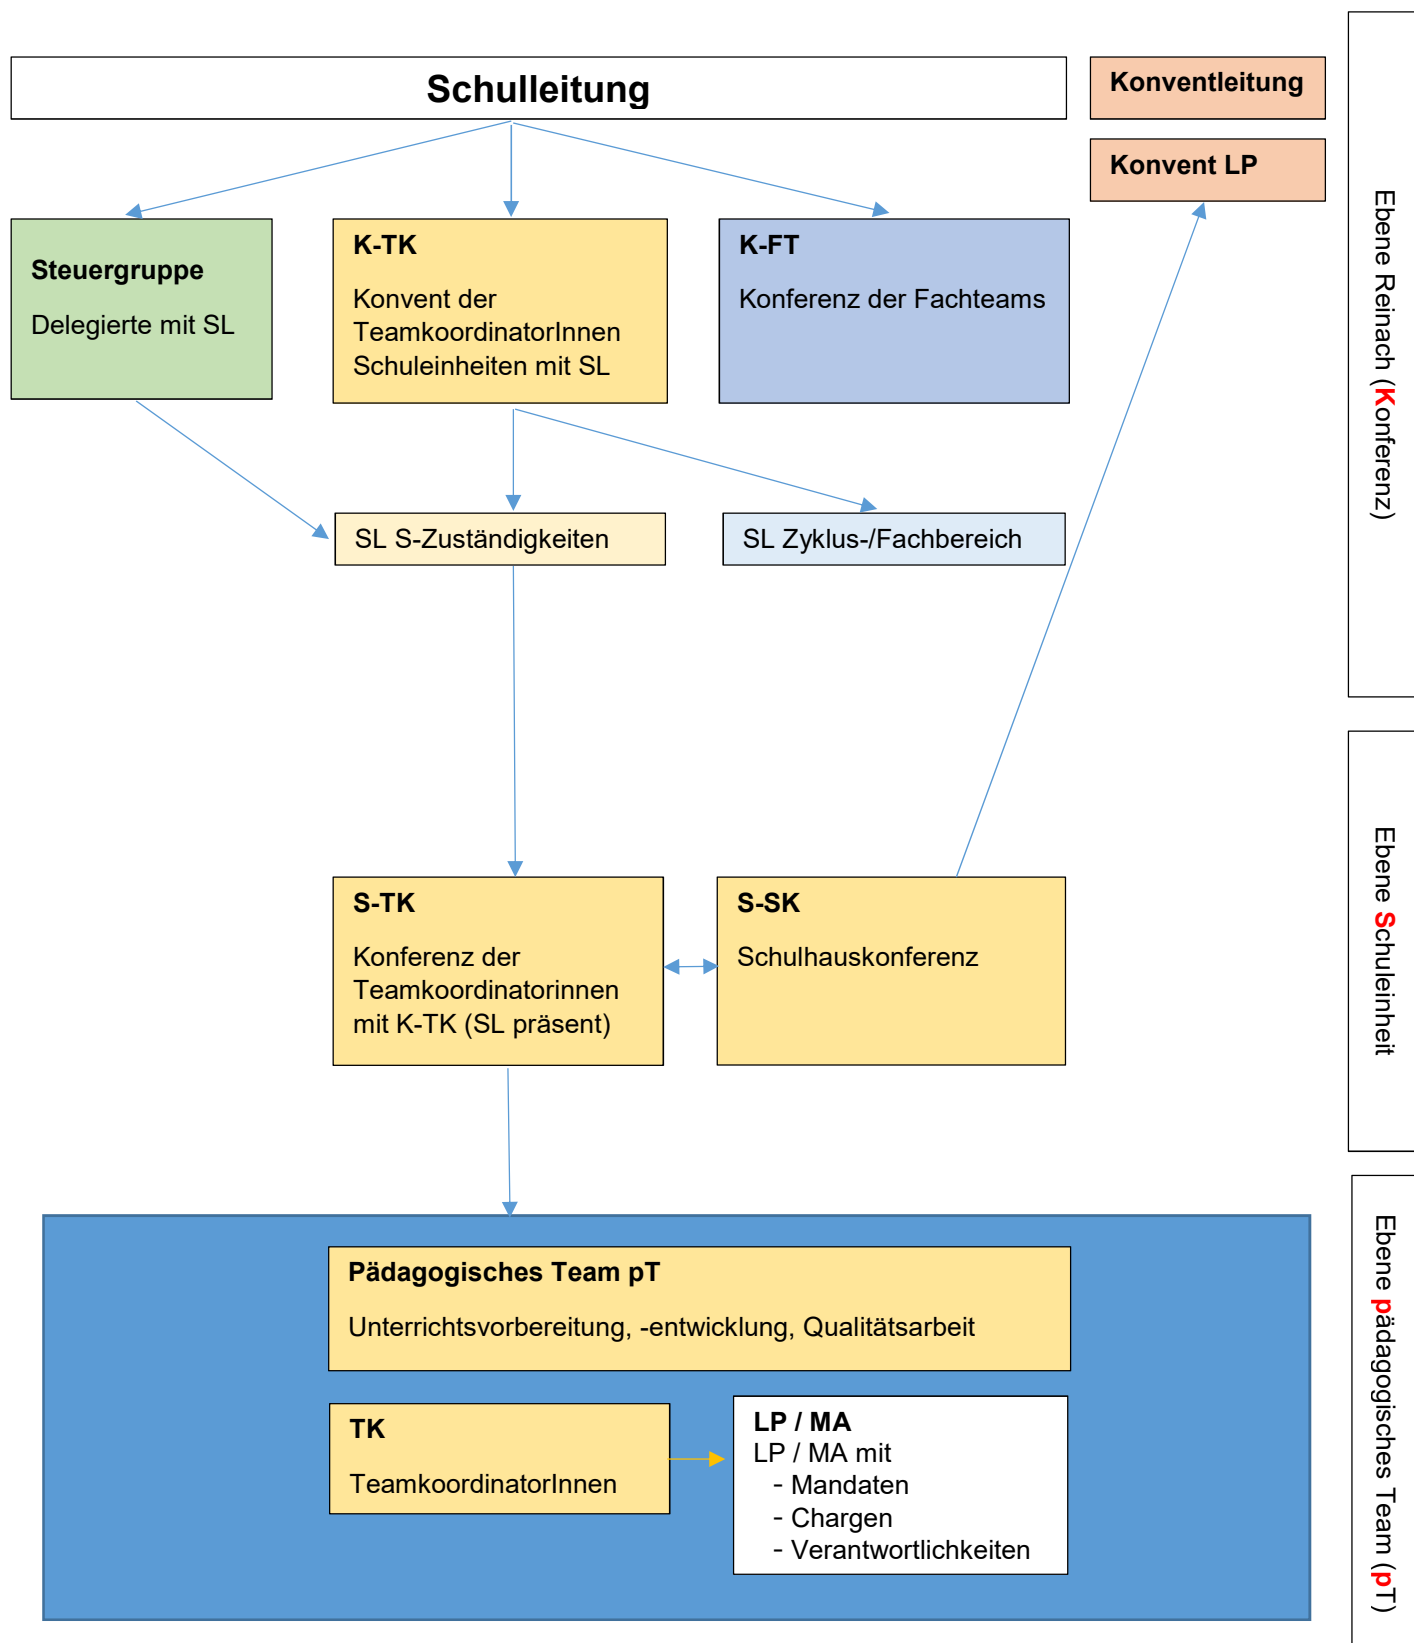 Schulleitung
Konventleitung
Konvent LP
Steuergruppe
Delegierte mit SL
K-TK
Konvent der
TeamkoordinatorInnen
Schuleinheiten mit SL
K-FT
Konferenz der Fachteams
SL S-Zuständigkeiten
SL Zyklus-/Fachbereich
Ebene Reinach (Konferenz)
S-TK
Konferenz der
Teamkoordinatorinnen
mit K-TK (SL präsent)
S-SK
Schulhauskonferenz
Ebene Schuleinheit
Pädagogisches Team pT
Unterrichtsvorbereitung, -entwicklung, Qualitätsarbeit
TK
TeamkoordinatorInnen
LP / MA
LP / MA mit
- Mandaten
- Chargen
- Verantwortlichkeiten
Ebene pädagogisches Team (pT)